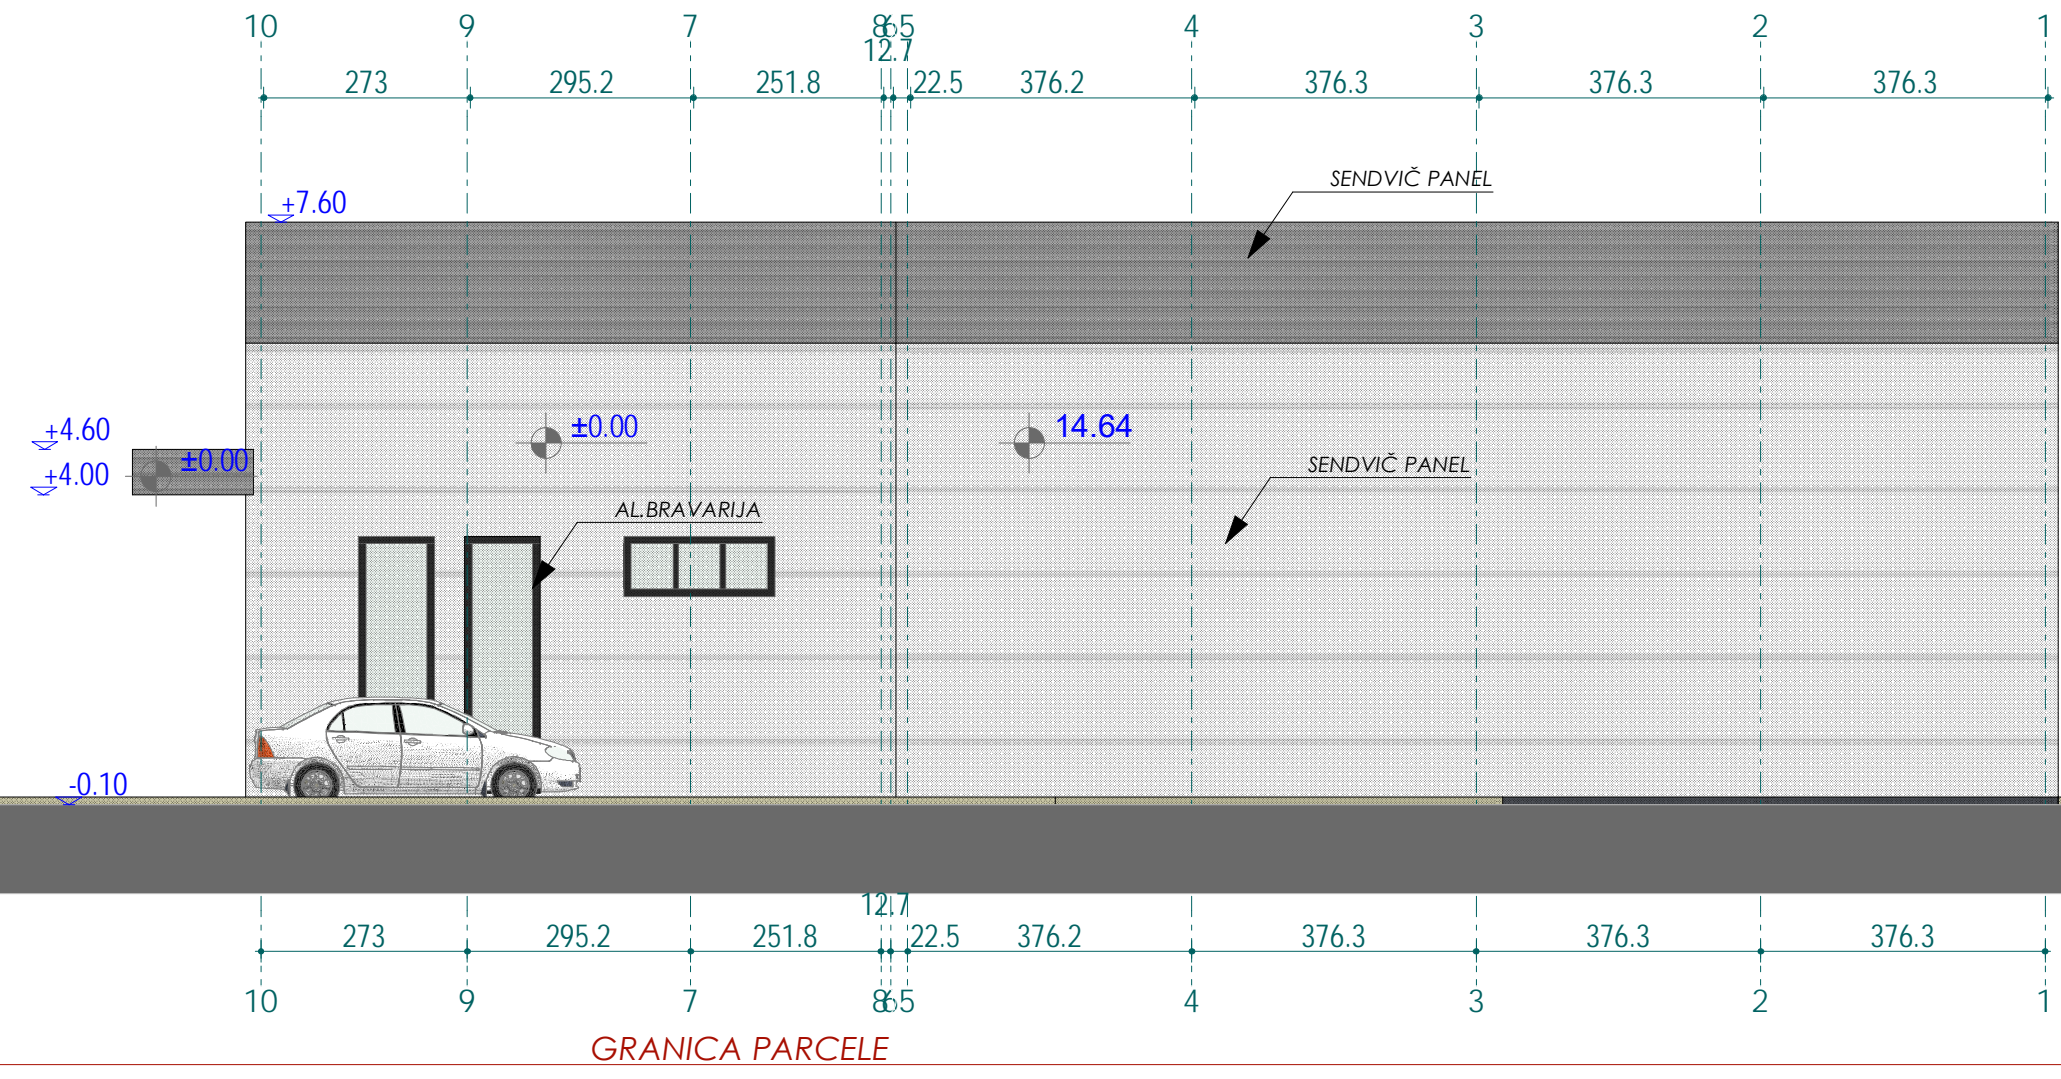 10 9 7 8 6 5 4 3 2 1
12.7
273 295.2 251.8 22.5 376.2 376.3 376.3 376.3
SENDVIČ PANEL
+7.60
±0.00 14.64
+4.60
±0.00
+4.00
SENDVIČ PANEL
AL.BRAVARIJA
-0.10
12.7
273 295.2 251.8 22.5 376.2 376.3 376.3 376.3
10 9 7 8 6 5 4 3 2 1
GRANICA PARCELE